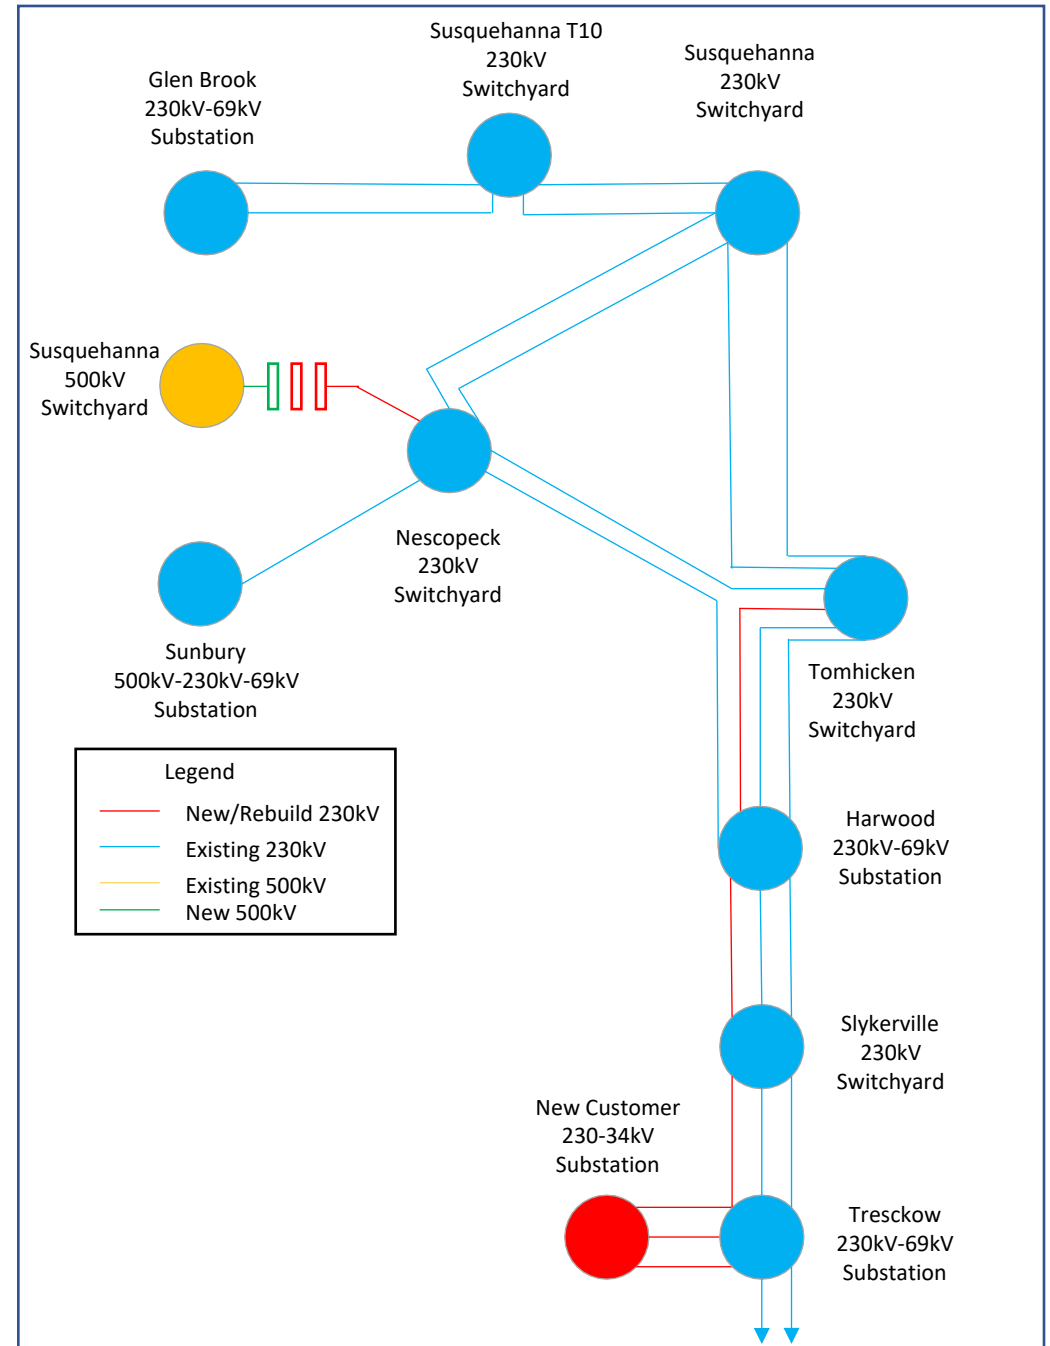 Susquehanna T10
230kV
Switchyard
Susquehanna
230kV
Switchyard
Glen Brook
230kV-69kV
Substation
Susquehanna
500kV
Switchyard
Nescopeck
230kV
Switchyard
Sunbury
500kV-230kV-69kV
Substation
Tomhicken
230kV
Switchyard
Legend
New/Rebuild 230kV
Existing 230kV
Existing 500kV
New 500kV
Harwood
230kV-69kV
Substation
Slykerville
230kV
Switchyard
New Customer
230-34kV
Substation
Tresckow
230kV-69kV
Substation